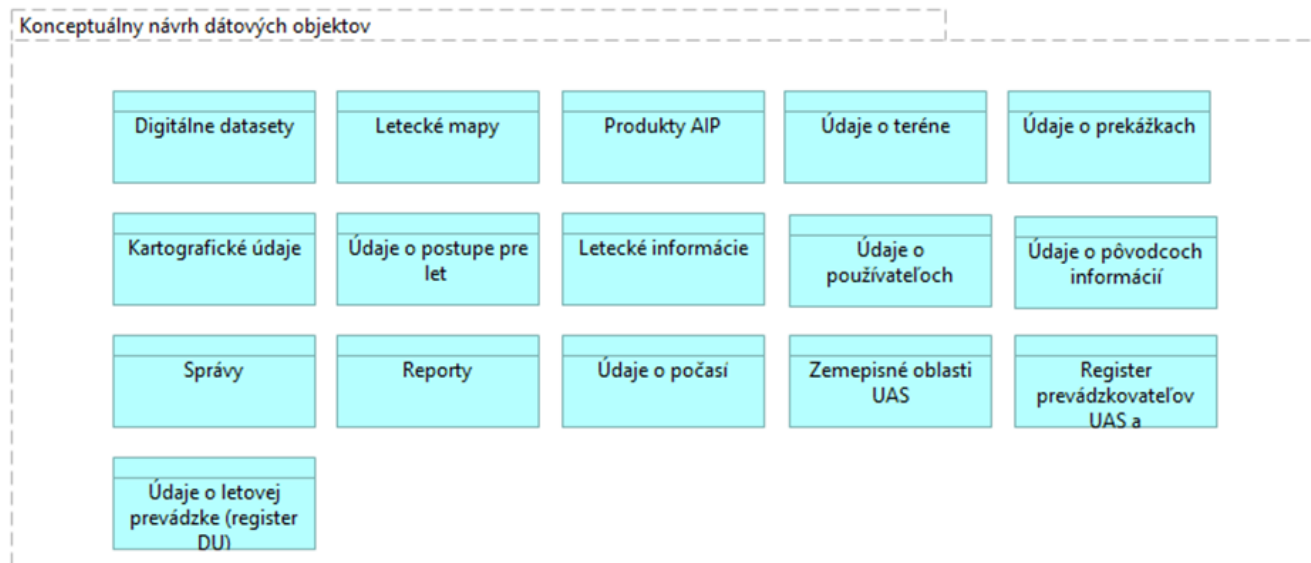 Konceptuálny návrh dátových objektov
Digitálne datasety
Letecké mapy
Produkty AIP
Údaje o teréne
Údaje o prekážkach
Kartografické údaje
Údaje o postupe pre
let
Letecké informácie
Údaje o
používateľoch
Údaje o pôvodcoch
informácií
Správy
Reporty
Údaje o počasí
Zemepisné oblasti
UAS
Register
prevádzkovateľov
UAS a
Údaje o letovej
prevádzke (register
DU)